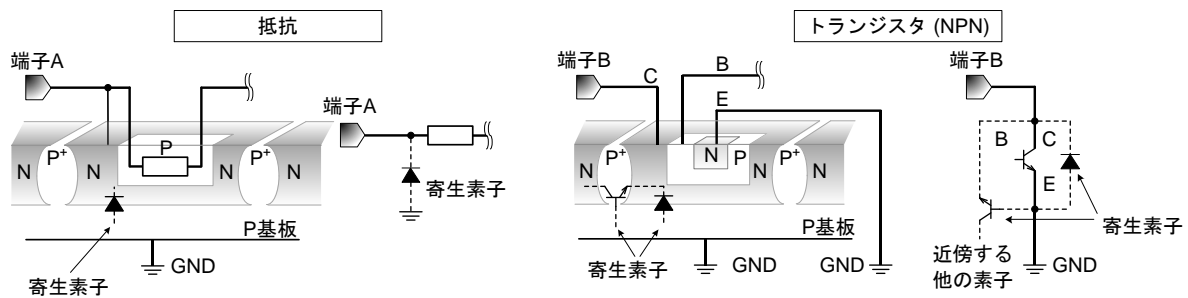 抵抗
端子A
P
N
P+
N
N
P+
N
P基板
GND
寄生素子
端子A
寄生素子
トランジスタ (NPN)
端子B
C
B
E
N
P+
N
N
P
N
P+
N
P基板
寄生素子
GND
GND
端子B
B
C
E
寄生素子
近傍する
他の素子
GND